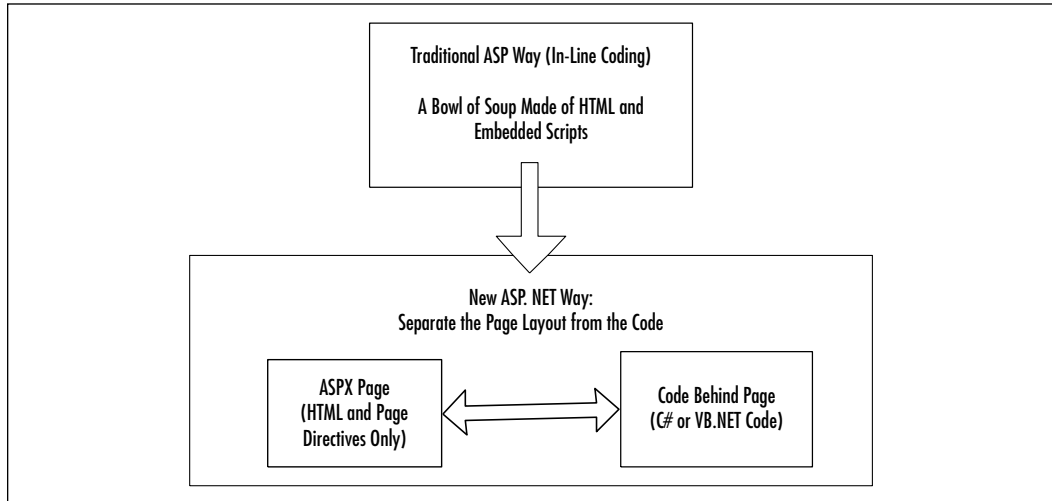 Traditional ASP Way (In-Line Coding)
A Bowl of Soup Made of HTML and
Embedded Scripts
New ASP. NET Way:
Separate the Page Layout from the Code
ASPX Page
(HTML and Page
Directives Only)
Code Behind Page
(C# or VB.NET Code)